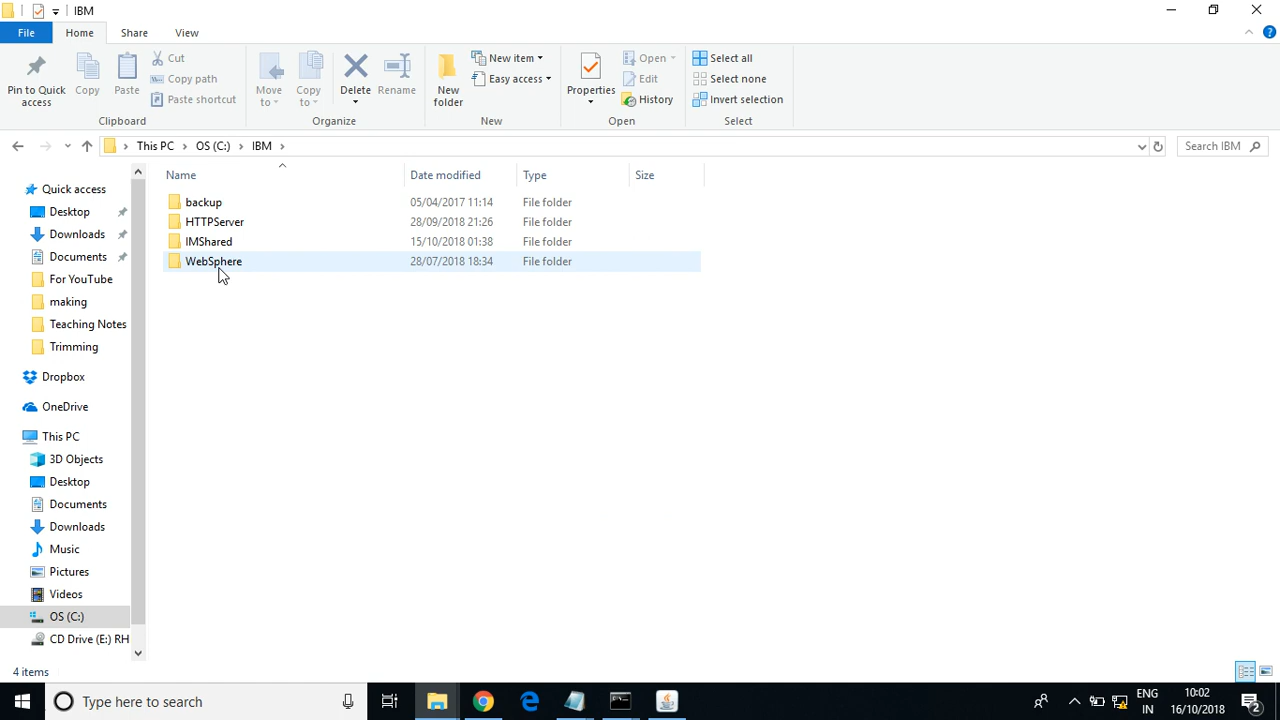 IBM
File Home Share View
Pin to Quick access
Copy
Paste
Cut
Copy path
Paste shortcut
Clipboard
Move to
Copy to
Delete
Rename
Organize
New folder
New item
Easy access
New
Properties
Open
Edit
History
Open
Select all
Select none
Invert selection
Select
This PC OS (C:) IBM
Search IBM
Name Date modified Type Size
backup 05/04/2017 11:14 File folder
HTTPServer 28/09/2018 21:26 File folder
IMShared 15/10/2018 01:38 File folder
WebSphere 28/07/2018 18:34 File folder
Quick access
Desktop
Downloads
Documents
For YouTube
making
Teaching Notes
Trimming
Dropbox
OneDrive
This PC
3D Objects
Desktop
Documents
Downloads
Music
Pictures
Videos
OS (C:)
CD Drive (E:) RH
4 items
Type here to search
ENG
IN
10:02
16/10/2018
2